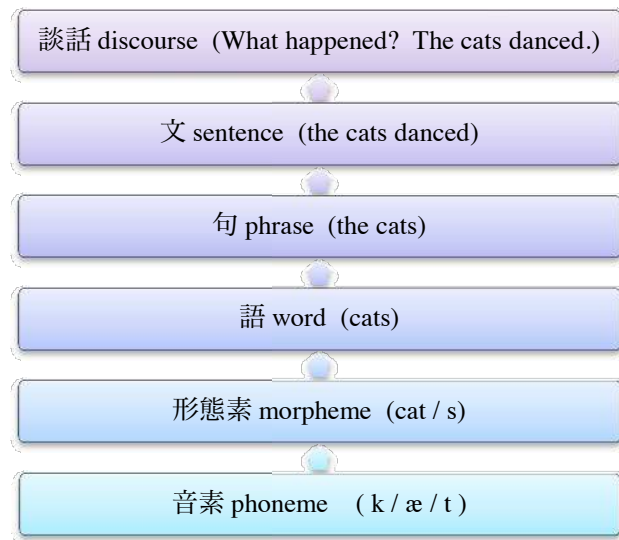 談話 discourse (What happened? The cats danced.)
文 sentence (the cats danced)
句 phrase (the cats)
語 word (cats)
形態素 morpheme (cat / s)
音素 phoneme ( k / æ / t )